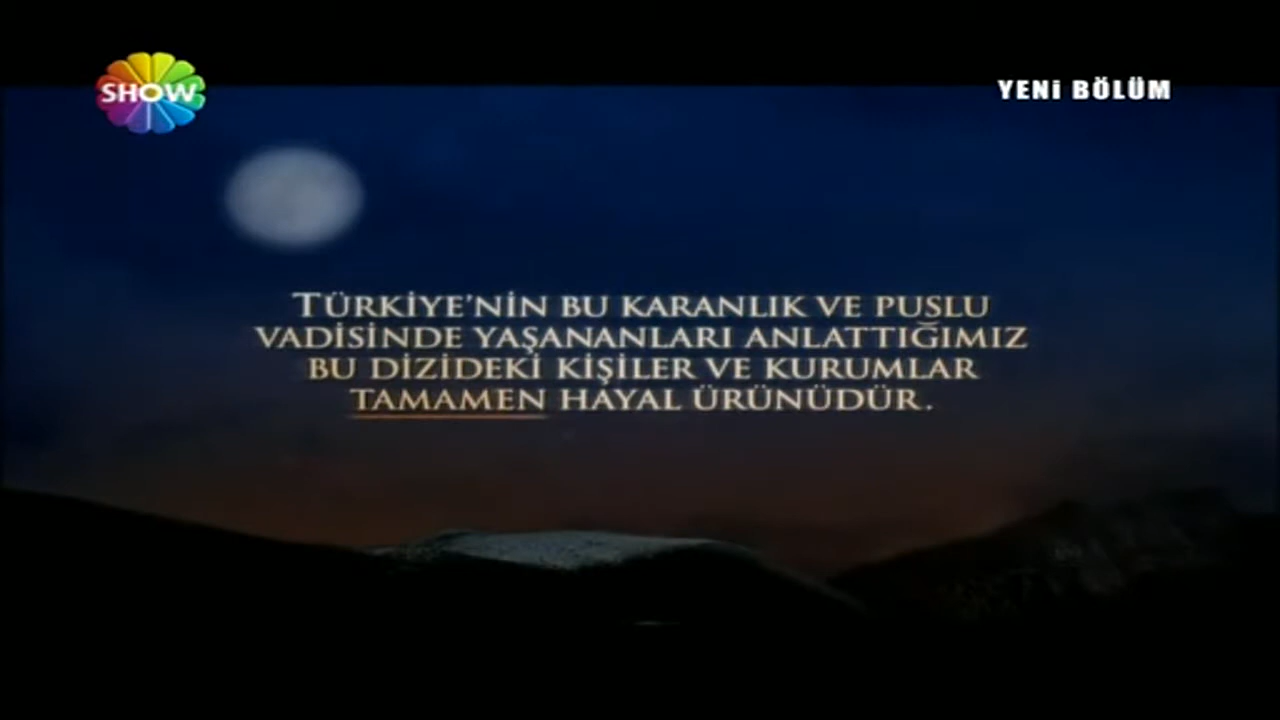 SHOW
YENİ BÖLÜM
TÜRKİYE'NİN BU KARANLIK VE PUSLU
VADİSİNDE YAŞANANLARI ANLATTIĞIMIZ
BU DİZİDEKİ KİŞİLER VE KURUMLAR
TAMAMEN HAYAL ÜRÜNÜDÜR.